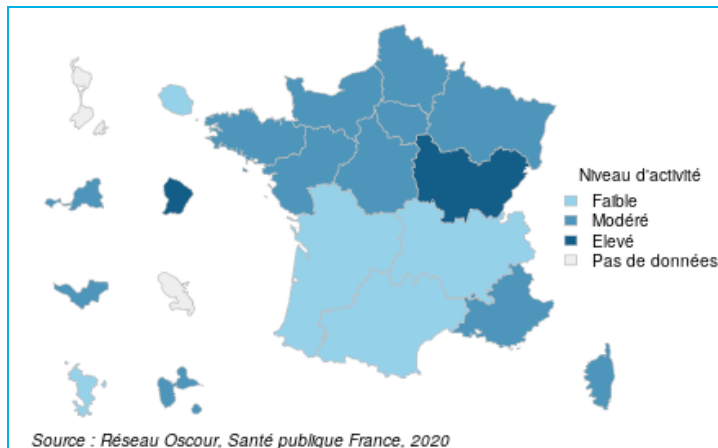 Niveau d'activité
Faible
Modéré
Elevé
Pas de données
Source : Réseau Oscour, Santé publique France, 2020